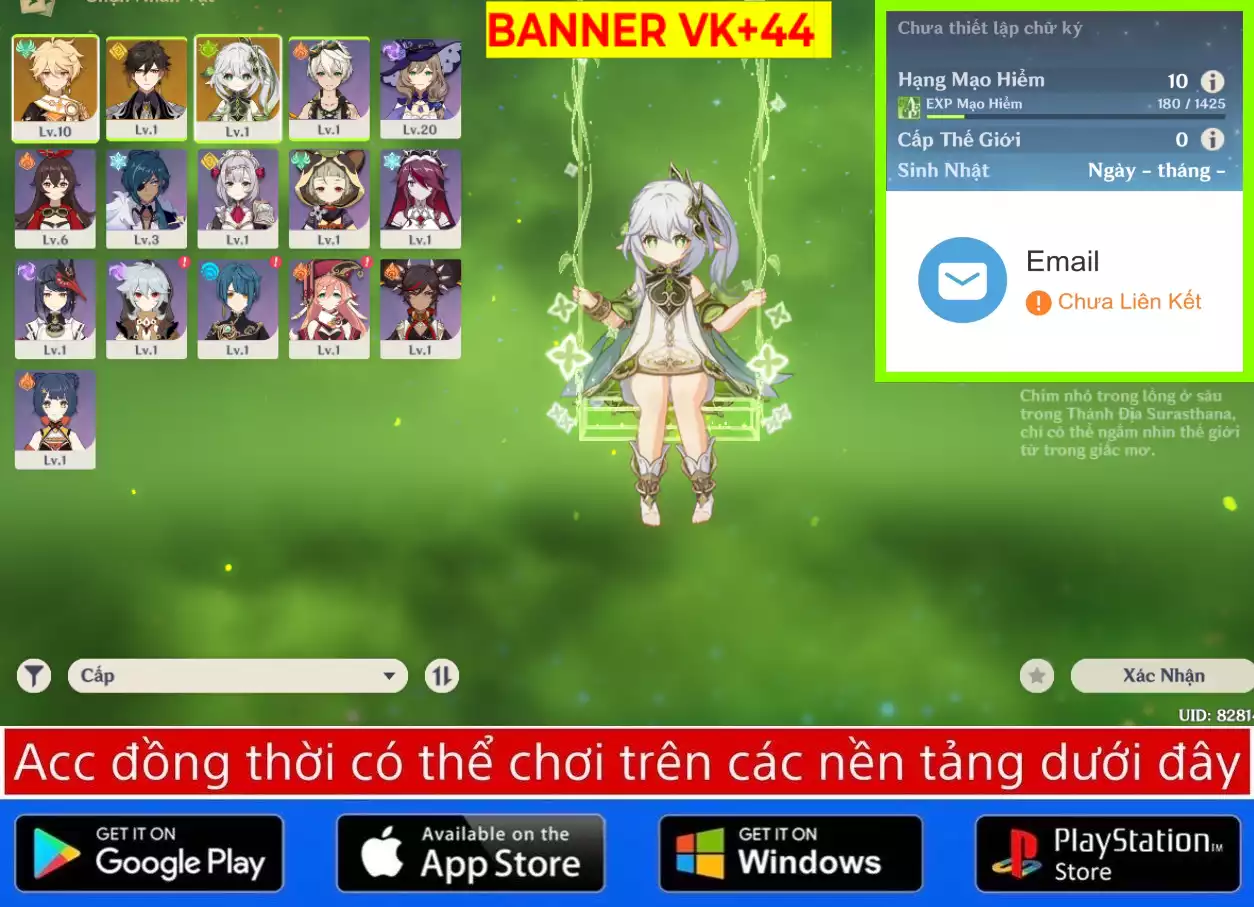 BANNER VK+44
Chưa thiết lập chữ ký
Hạng Mạo Hiểm 10
EXP Mạo Hiểm 180 / 1425
Cấp Thế Giới 0
Sinh Nhật Ngày - tháng -
Email
! Chưa Liên Kết
Chim nhỏ trong lồng ở sâu
trong Thánh Địa Surasthana,
chỉ có thể ngắm nhìn thế giới
từ trong giấc mơ.
Lv.10 Lv.1 Lv.1 Lv.1 Lv.20
Lv.6 Lv.3 Lv.1 Lv.1 Lv.1
Lv.1 Lv.1 Lv.1 Lv.1 Lv.1
Lv.1
Cấp
Xác Nhận
UID: 8281
Acc đồng thời có thể chơi trên các nền tảng dưới đây
GET IT ON
Google Play
Available on the
App Store
GET IT ON
Windows
PlayStation TM
Store